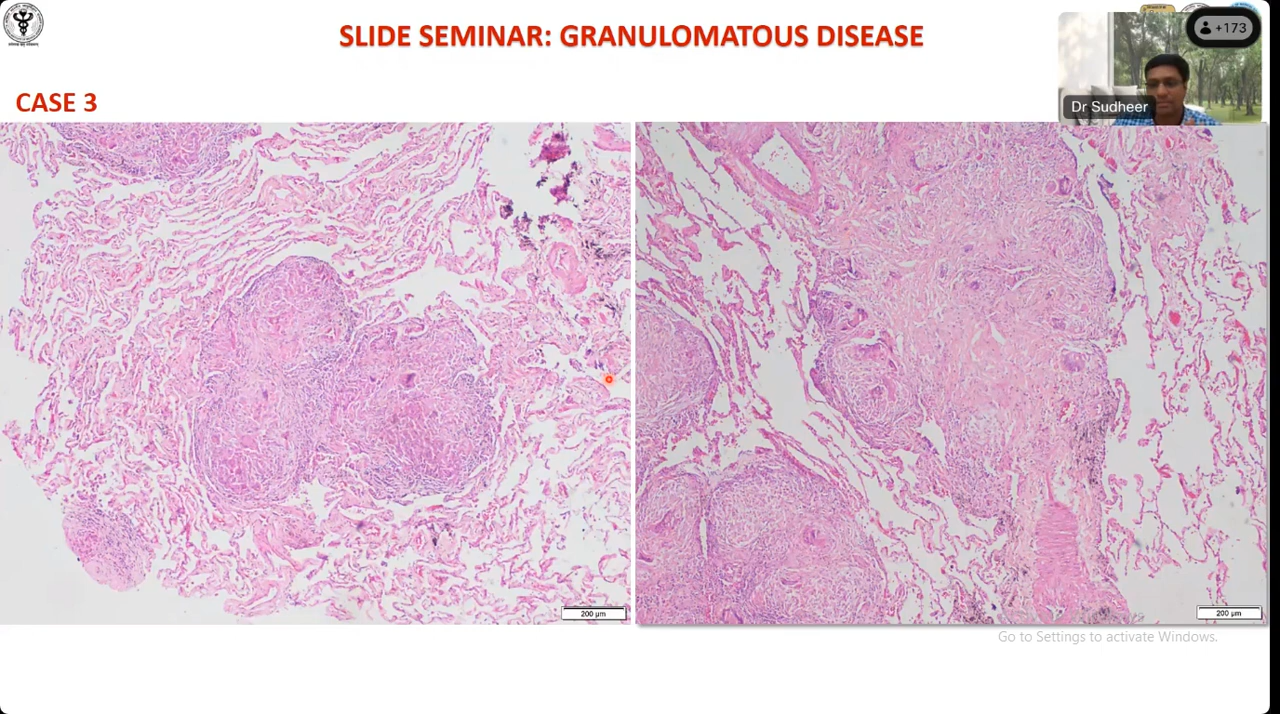 SLIDE SEMINAR: GRANULOMATOUS DISEASE
+173
Dr Sudheer
CASE 3
200 µm
200 µm
Go to Settings to activate Windows.